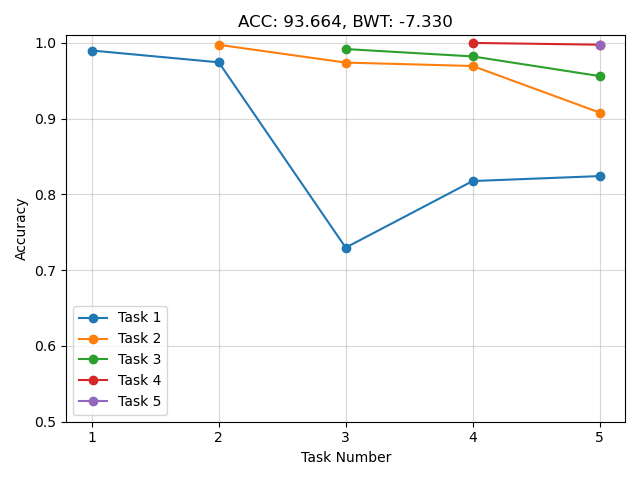 ACC: 93.664, BWT: -7.330
1.0
0.9
0.8
0.7
0.6
0.5
Accuracy
Task 1
Task 2
Task 3
Task 4
Task 5
1 2 3 4 5
Task Number